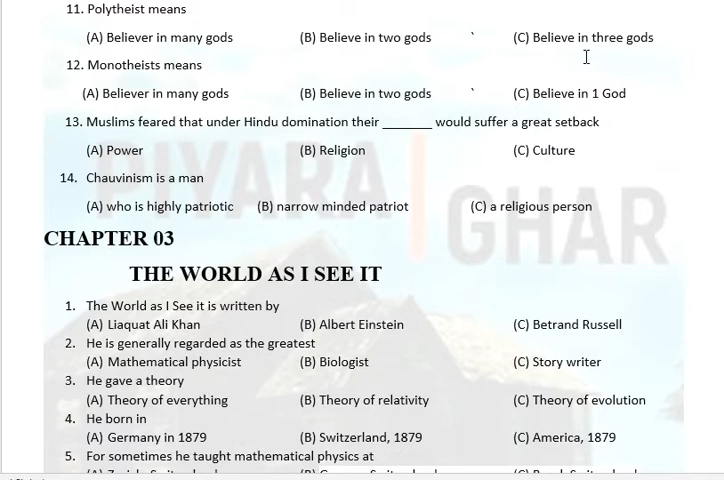 11. Polytheist means
(A) Believer in many gods (B) Believe in two gods ` (C) Believe in three gods
12. Monotheists means
(A) Believer in many gods (B) Believe in two gods ` (C) Believe in 1 God
13. Muslims feared that under Hindu domination their _______ would suffer a great setback
(A) Power (B) Religion (C) Culture
14. Chauvinism is a man
(A) who is highly patriotic (B) narrow minded patriot (C) a religious person
PIYARA GHAR
CHAPTER 03
THE WORLD AS I SEE IT
1. The World as I See it is written by
(A) Liaquat Ali Khan (B) Albert Einstein (C) Betrand Russell
2. He is generally regarded as the greatest
(A) Mathematical physicist (B) Biologist (C) Story writer
3. He gave a theory
(A) Theory of everything (B) Theory of relativity (C) Theory of evolution
4. He born in
(A) Germany in 1879 (B) Switzerland, 1879 (C) America, 1879
5. For sometimes he taught mathematical physics at